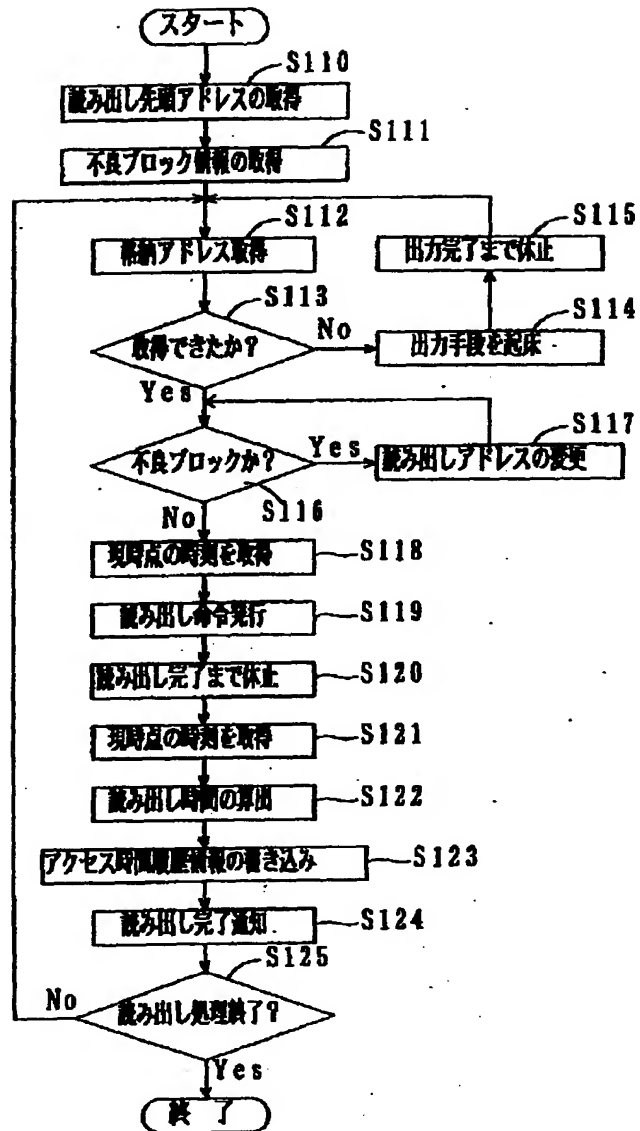 スタート
S110
読み出し先頭アドレスの取得
S111
不良ブロック情報の取得
S112
格納アドレス取得
S115
出力完了まで休止
S113
取得できたか?
No
S114
出力手段を起床
Yes
S117
不良ブロックか?
Yes
読み出しアドレスの変更
S116
No
現時点の時刻を取得
S118
読み出し命令発行
S119
読み出し完了まで休止
S120
現時点の時刻を取得
S121
読み出し時間の算出
S122
アクセス時間履歴情報の書き込み
S123
読み出し完了通知
S124
S125
No
読み出し処理終了?
Yes
終 了